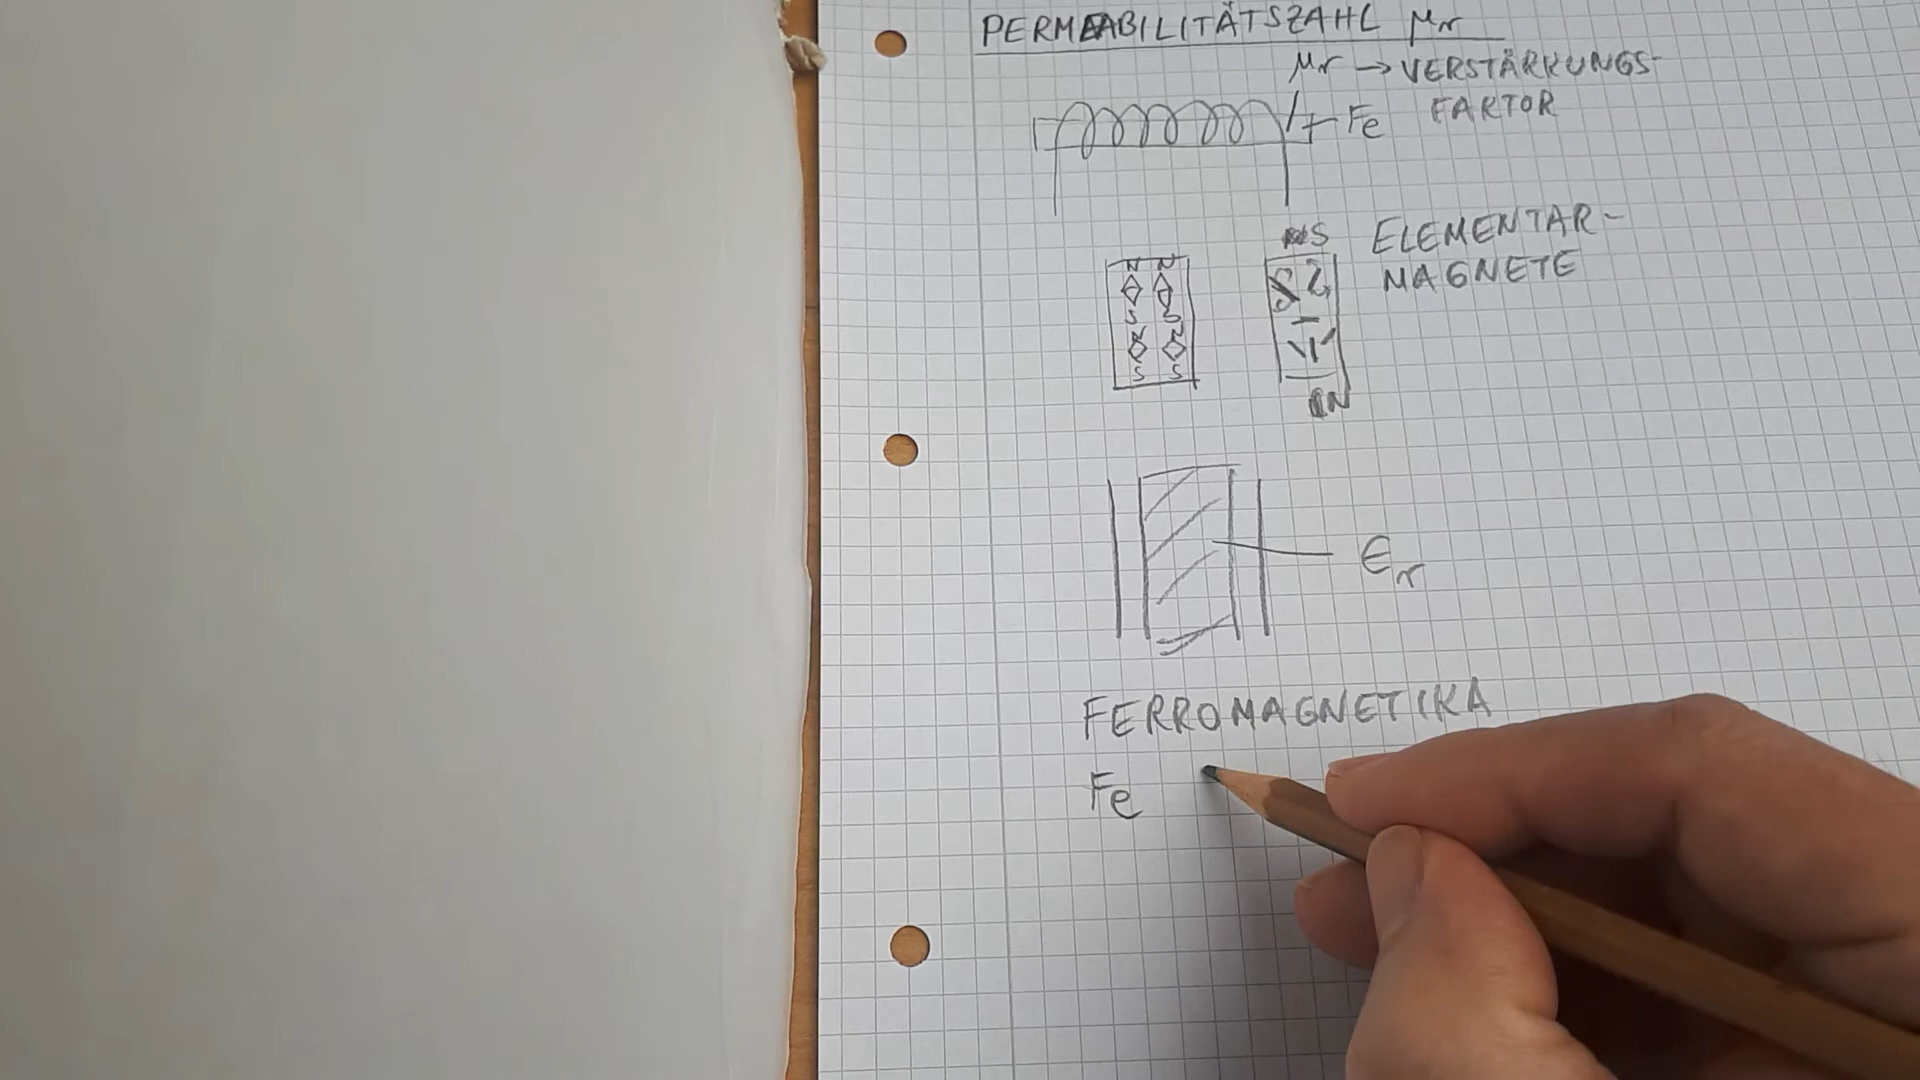 PERMEABILITÄTSZAHL μr
μr → VERSTÄRKUNGS-
FAKTOR
Fe
S
ELEMENTAR-
MAGNETE
N N
S S
N N
S S
N
ϵr
FERROMAGNETIKA
Fe